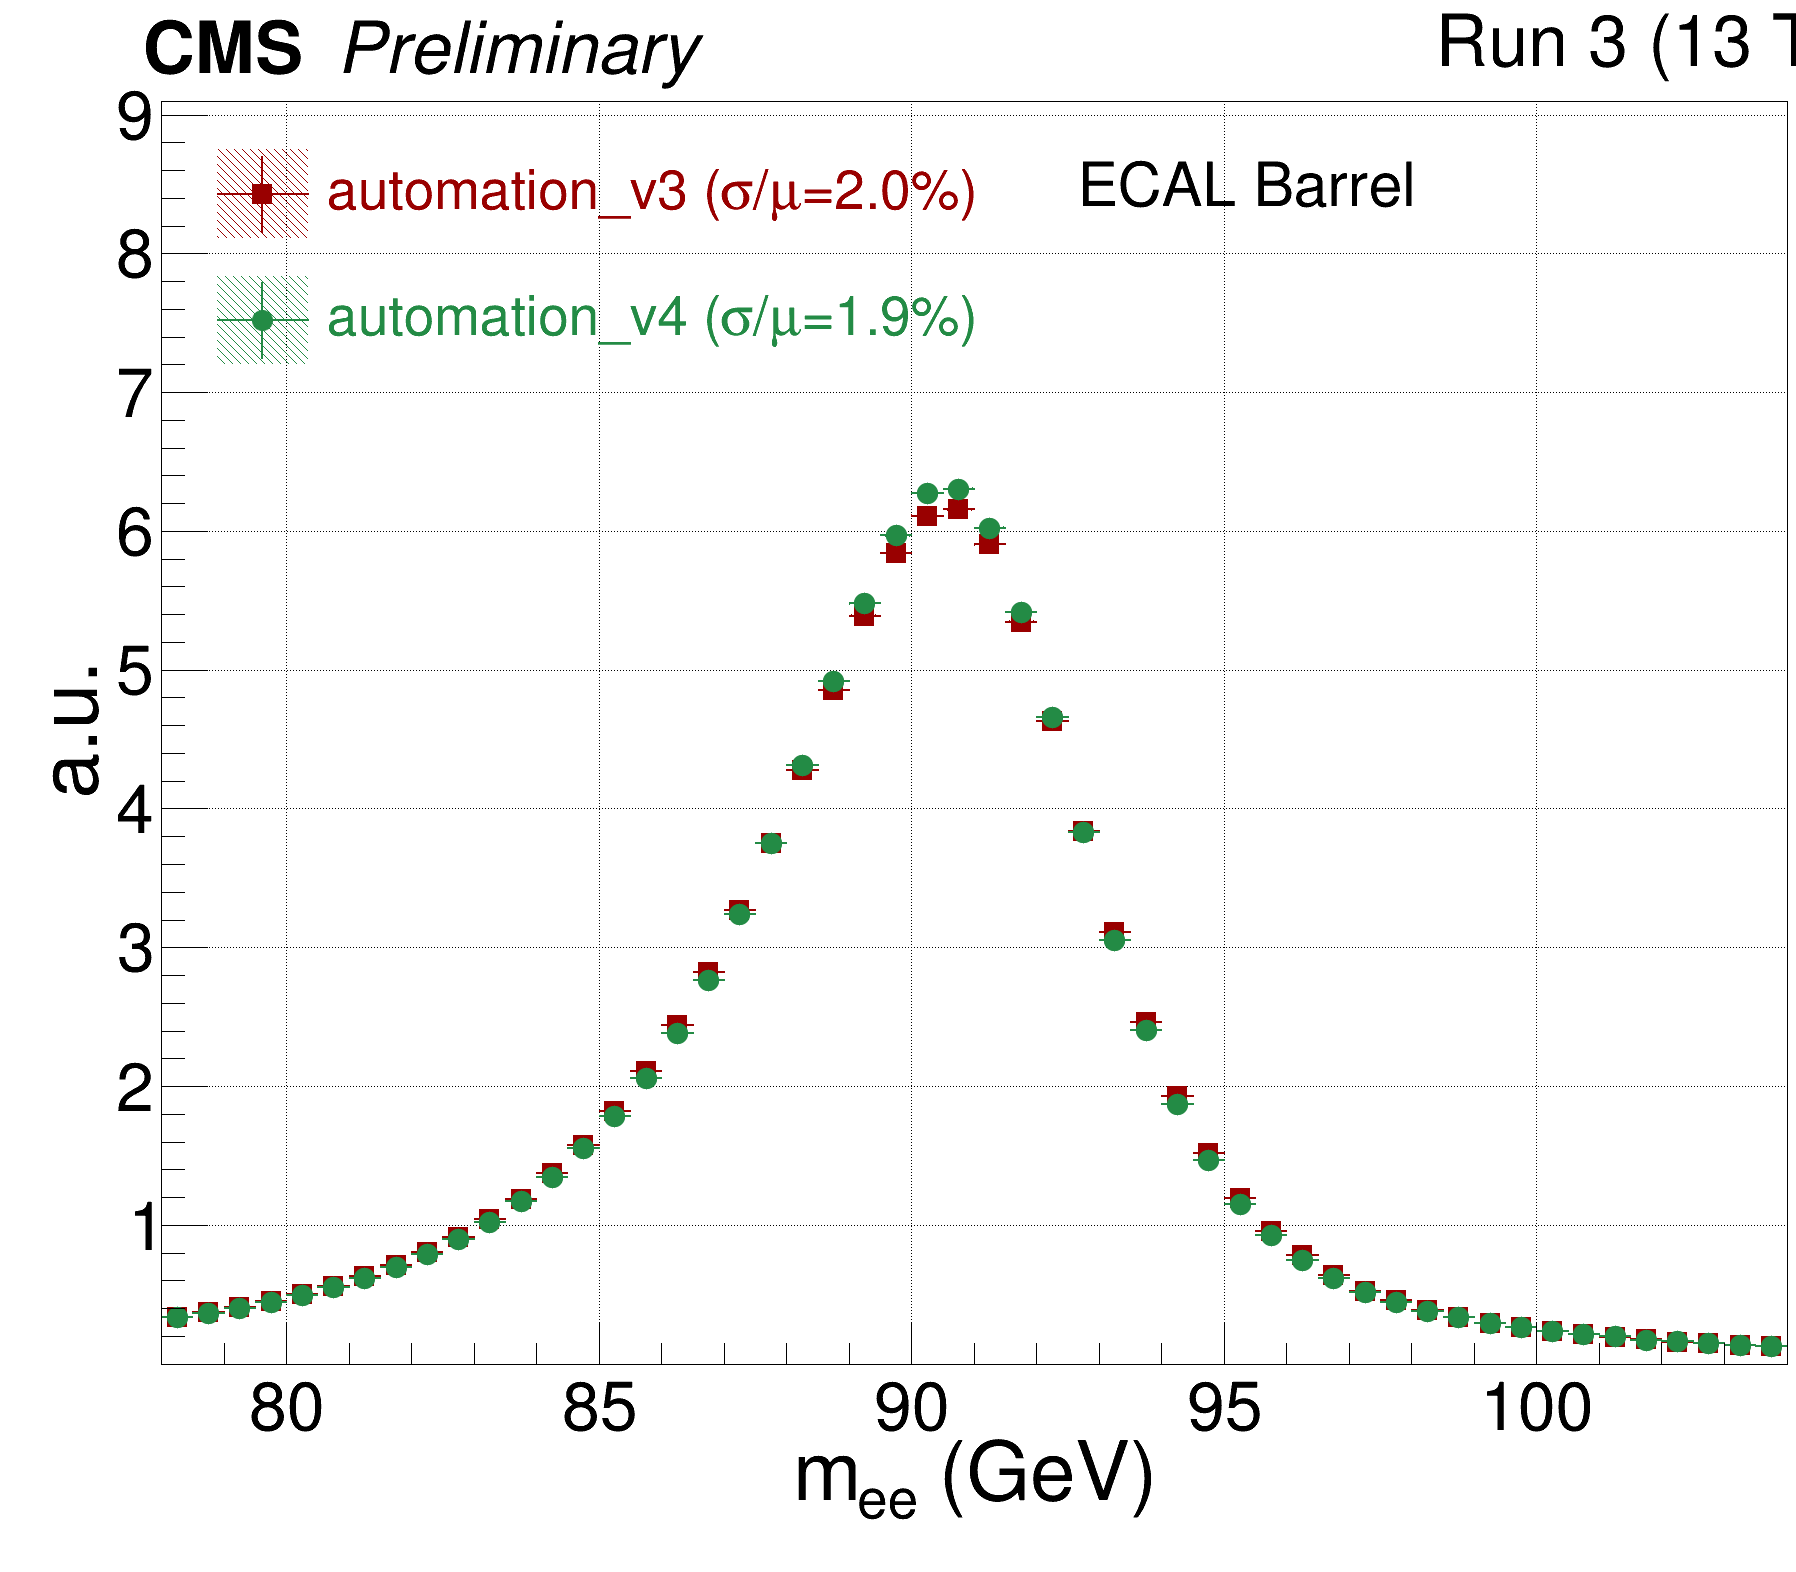 CMS Preliminary Run 3 (13 T
9
automation_v3 (σ/μ=2.0%) ECAL Barrel
8
automation_v4 (σ/μ=1.9%)
7
6
5
a.u.
4
3
2
1
80 85 90 95 100
m_ee (GeV)